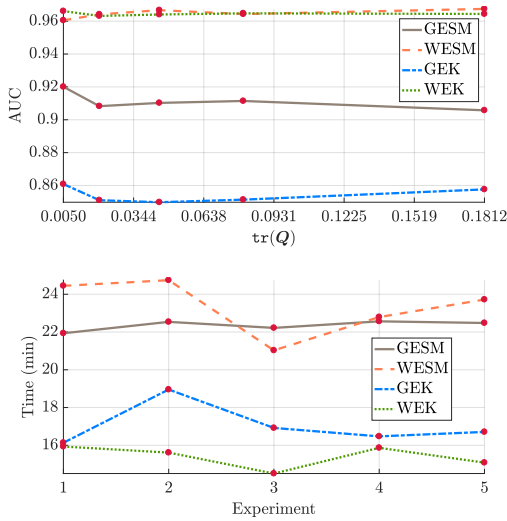 AUC
0.96
0.92
0.9
0.88
0.86
GESM
WESM
GEK
WEK
0.0050 0.0344 0.0638 0.0931 0.1225 0.1519 0.1812
tr(Q)
Time (min)
24
22
20
18
16
GESM
WESM
GEK
WEK
1 2 3 4 5
Experiment